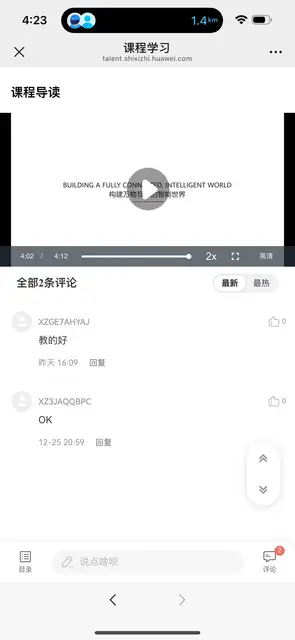 4:23
1.4km
69
课程学习
talent.shixizhi.huawei.com
课程导读
BUILDING A FULLY CONNECTED, INTELLIGENT WORLD
构建万物互联的智能世界
4:02 / 4:12 2x 高清
全部2条评论 最新 最热
XZGE7AHYAJ 0
教的好
昨天 16:09 回复
XZ3JAQQBPC 0
OK
12-25 20:59 回复
目录 说点啥呗 评论 2